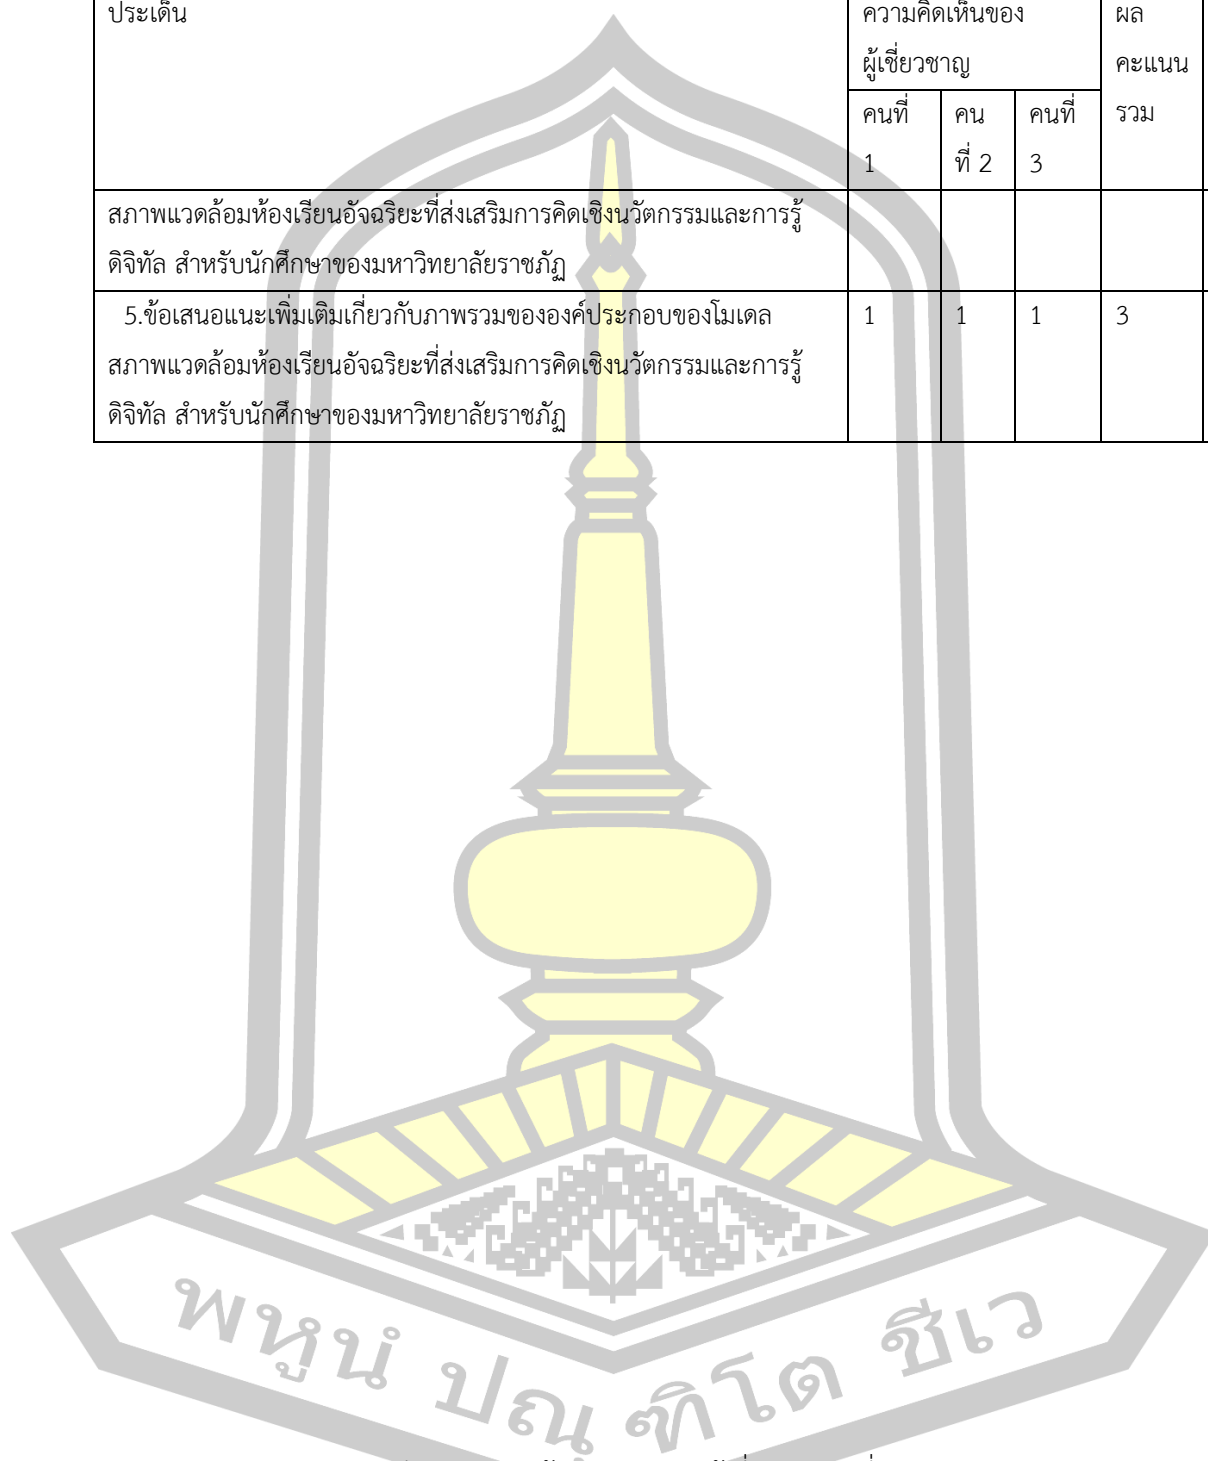 ประเด็น
ความคิดเห็นของ
ผู้เชี่ยวชาญ
ผล
คะแนน
รวม
คนที่
1
คน
ที่ 2
คนที่
3
สภาพแวดล้อมห้องเรียนอัจฉริยะที่ส่งเสริมการคิดเชิงนวัตกรรมและการรู้
ดิจิทัล สำหรับนักศึกษาของมหาวิทยาลัยราชภัฏ
5.ข้อเสนอแนะเพิ่มเติมเกี่ยวกับภาพรวมขององค์ประกอบของโมเดล
สภาพแวดล้อมห้องเรียนอัจฉริยะที่ส่งเสริมการคิดเชิงนวัตกรรมและการรู้
ดิจิทัล สำหรับนักศึกษาของมหาวิทยาลัยราชภัฏ
1 1 1 3
พหูนํ ปณฺฑิโต ชีเว